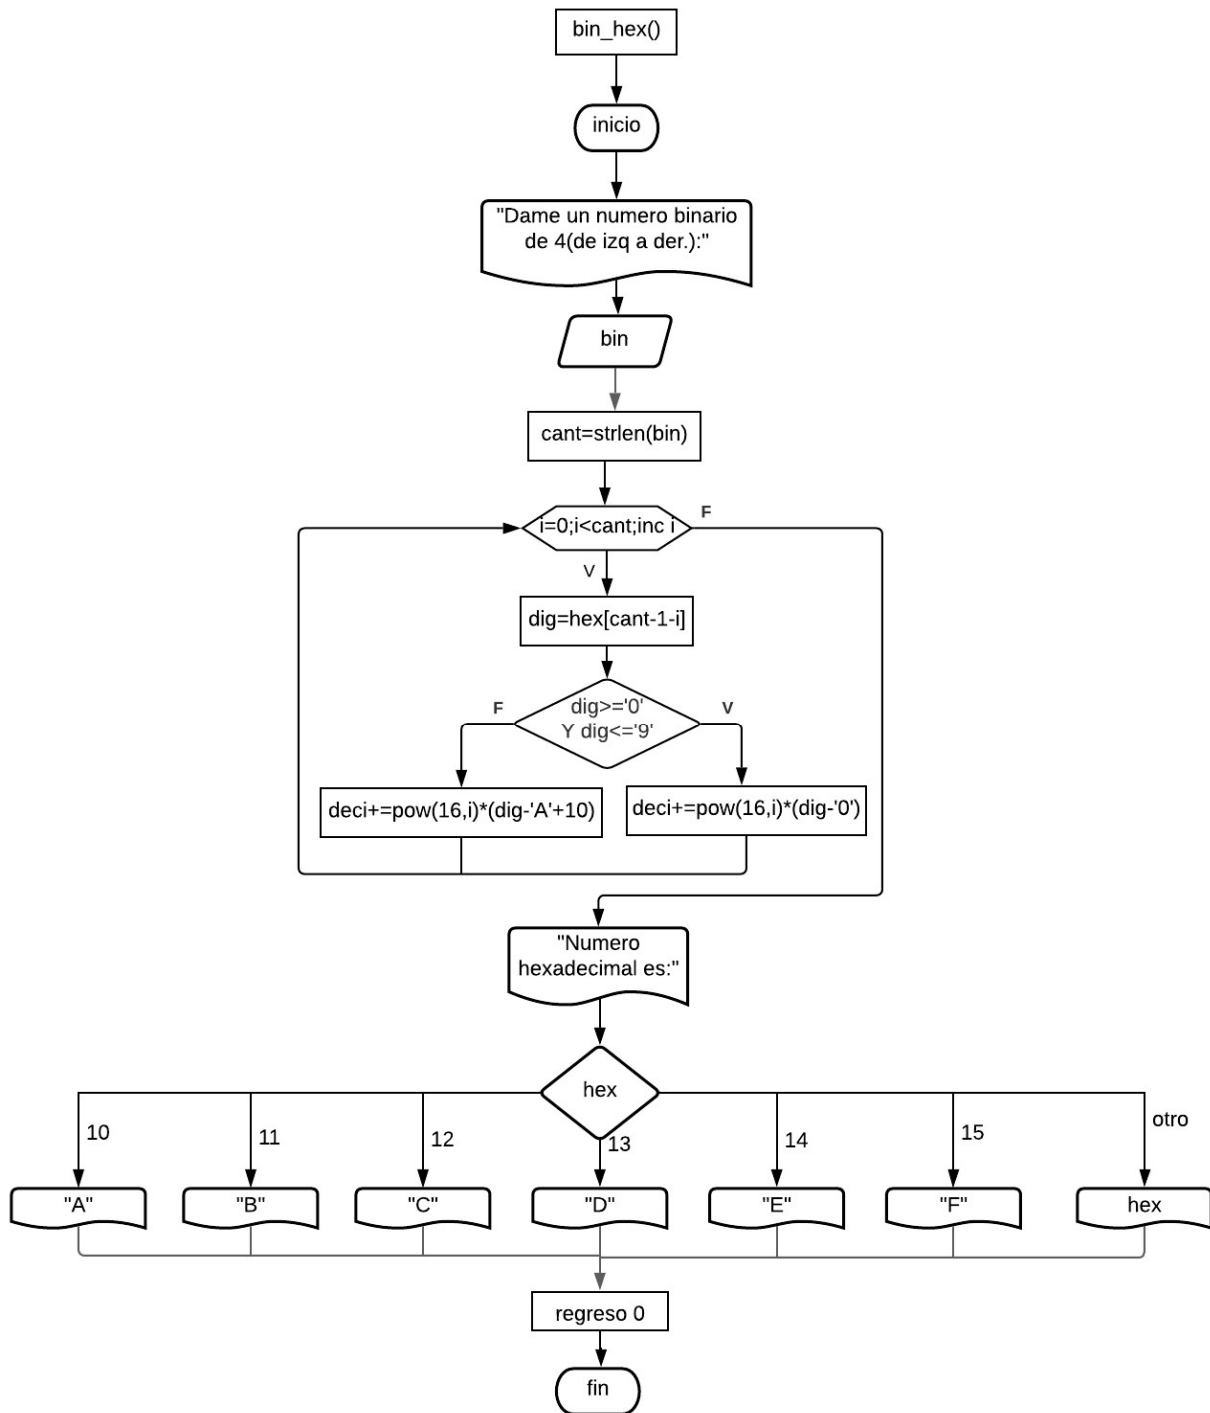 bin_hex()
inicio
"Dame un numero binario
de 4(de izq a der.):"
bin
cant=strlen(bin)
i=0;i<cant;inc i
F
V
dig=hex[cant-1-i]
F
dig>='0'
Y dig<='9'
V
deci+=pow(16,i)*(dig-'A'+10)
deci+=pow(16,i)*(dig-'0')
"Numero
hexadecimal es:"
hex
10
11
12
13
14
15
otro
"A"
"B"
"C"
"D"
"E"
"F"
hex
regreso 0
fin